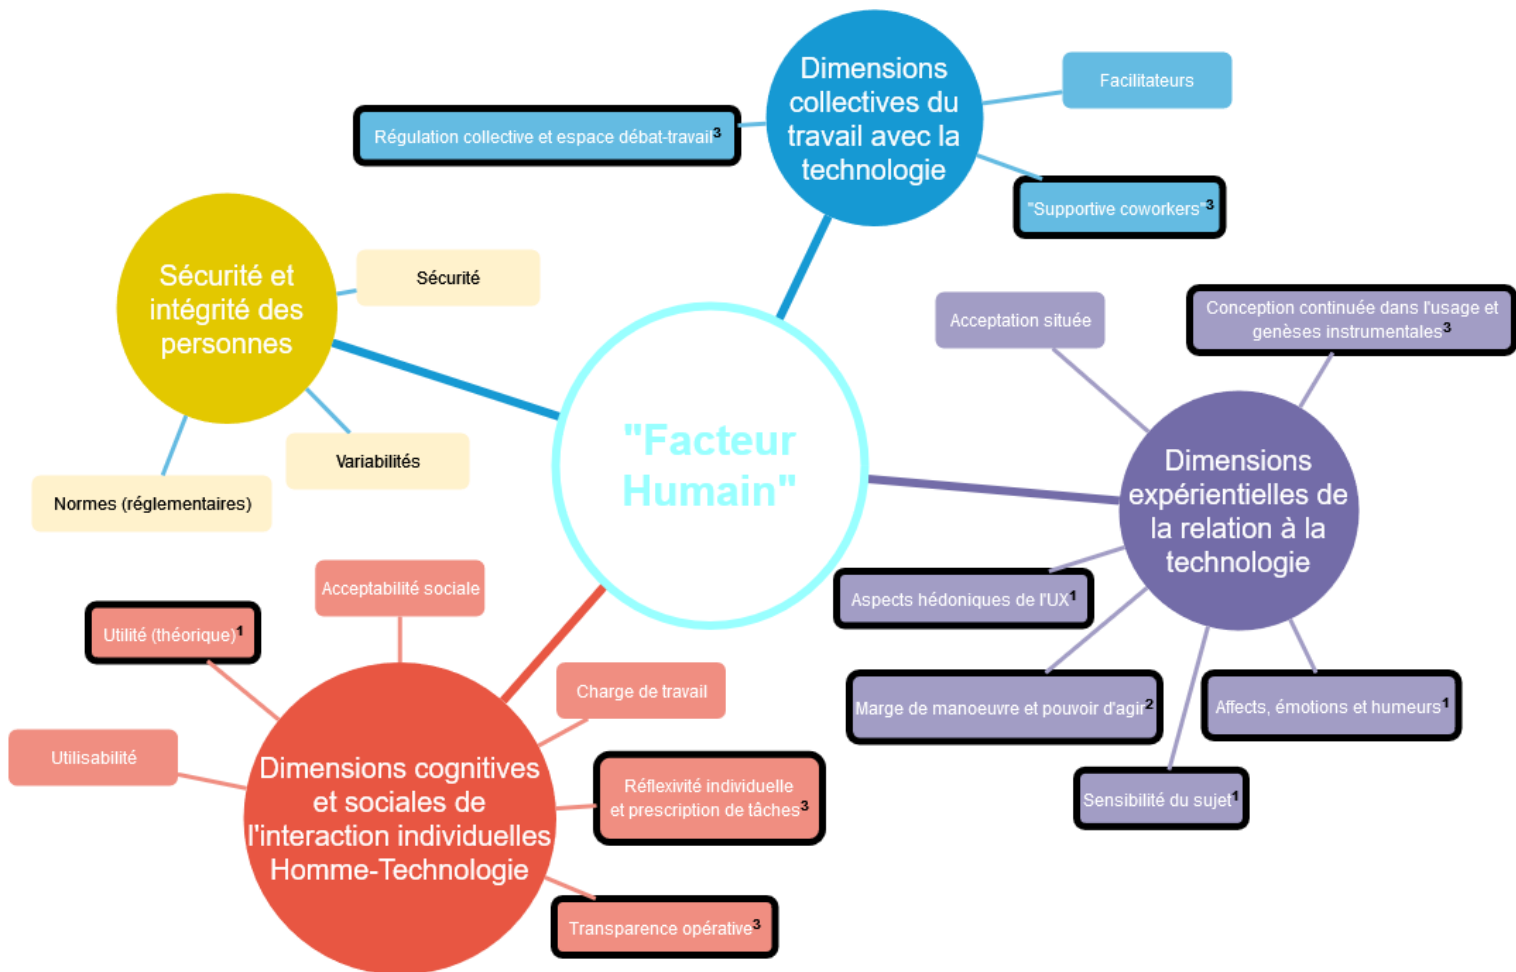 Dimensions
collectives du
travail avec la
technologie
Facilitateurs
Régulation collective et espace débat-travail³
"Supportive coworkers"³
Sécurité et
intégrité des
personnes
Sécurité
Variabilités
Normes (réglementaires)
"Facteur
Humain"
Acceptation située
Conception continuée dans l'usage et
genèses instrumentales³
Dimensions
expérientielles de
la relation à la
technologie
Aspects hédoniques de l'UX¹
Marge de manoeuvre et pouvoir d'agir²
Affects, émotions et humeurs¹
Sensibilité du sujet¹
Acceptabilité sociale
Utilité (théorique)¹
Utilisabilité
Charge de travail
Dimensions cognitives
et sociales de
l'interaction individuelles
Homme-Technologie
Réflexivité individuelle
et prescription de tâches³
Transparence opérative³